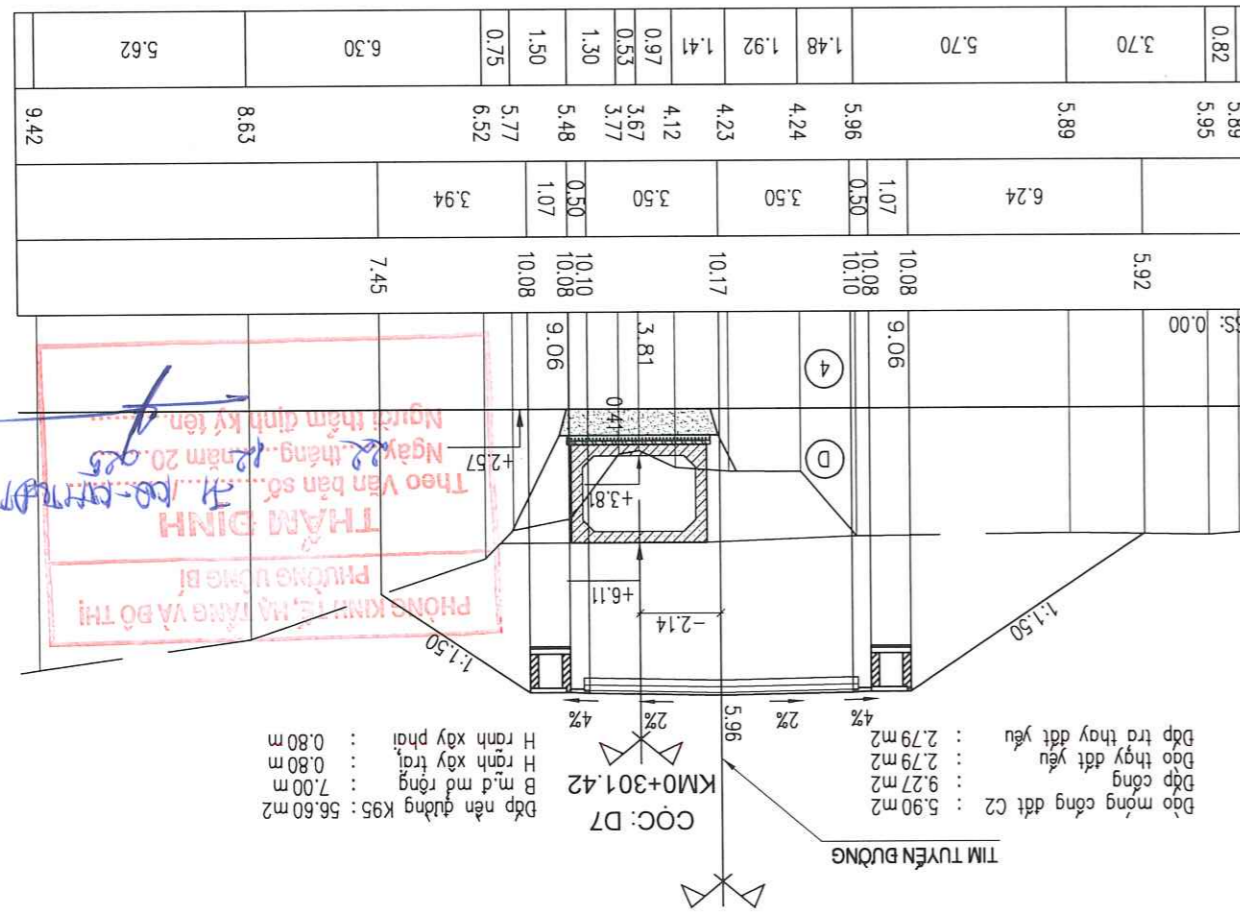 TIM TUYẾN ĐƯỜNG
CỌC: D7
KM0+301.42
Đào móng cống đất C2 : 5.90 m2
Đắp cống : 9.27 m2
Đào thay đất yếu : 2.79 m2
Đắp trả thay đất yếu : 2.79 m2
Đắp nền đường K95 : 56.60 m2
B m.đ mở rộng : 7.00 m
H rãnh xây trái : 0.80 m
H rãnh xây phải : 0.80 m
5.96
4% 2% 2% 4%
1:1.50
1:1.50
-2.14
+6.11
+3.81
+2.57
D
0.41
4
3.81
9.06
9.06
PHÒNG KINH TẾ, HẠ TẦNG VÀ ĐÔ THỊ
PHƯỜNG UÔNG BÍ
THẨM ĐỊNH
Theo Văn bản số........./.........
Ngày 22 tháng 12 năm 2025
Người thẩm định ký tên
SS: 0.00
5.92 10.08 10.08 10.10 10.17 10.10 10.08 10.08 7.45
6.24 1.07 0.50 3.50 3.50 0.50 1.07 3.94
5.89 5.95 5.89 5.96 4.24 4.23 4.12 3.67 3.77 5.48 5.77 6.52 8.63 9.42
0.82 3.70 5.70 1.48 1.92 1.41 0.97 0.53 1.30 1.50 0.75 6.30 5.62